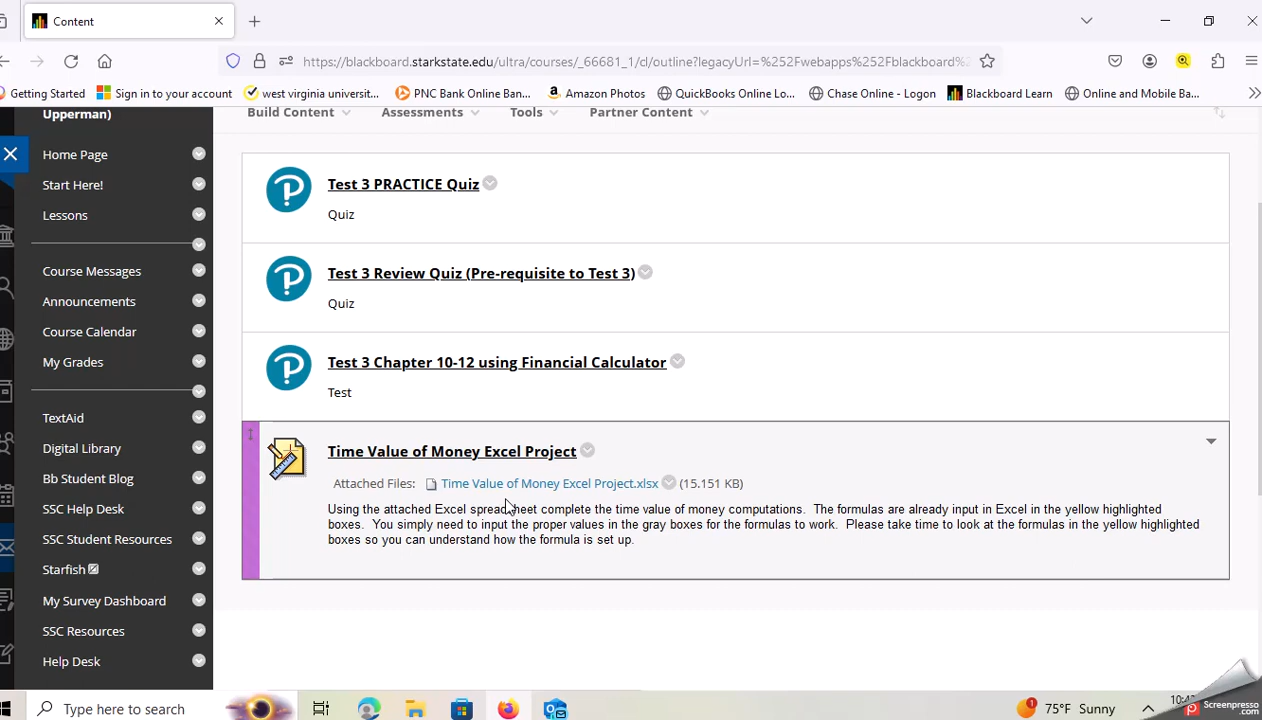 Content
https://blackboard.starkstate.edu/ultra/courses/_66681_1/cl/outline?legacyUrl=%252Fwebapps%252Fblackboard%2
Getting Started Sign in to your account west virginia universit... PNC Bank Online Ban... Amazon Photos QuickBooks Online Lo... Chase Online - Logon Blackboard Learn Online and Mobile Ba...
Upperman)
Home Page
Start Here!
Lessons
Course Messages
Announcements
Course Calendar
My Grades
TextAid
Digital Library
Bb Student Blog
SSC Help Desk
SSC Student Resources
Starfish
My Survey Dashboard
SSC Resources
Help Desk
Build Content Assessments Tools Partner Content
Test 3 PRACTICE Quiz
Quiz
Test 3 Review Quiz (Pre-requisite to Test 3)
Quiz
Test 3 Chapter 10-12 using Financial Calculator
Test
Time Value of Money Excel Project
Attached Files: Time Value of Money Excel Project.xlsx (15.151 KB)
Using the attached Excel spreadsheet complete the time value of money computations. The formulas are already input in Excel in the yellow highlighted
boxes. You simply need to input the proper values in the gray boxes for the formulas to work. Please take time to look at the formulas in the yellow highlighted
boxes so you can understand how the formula is set up.
Type here to search
75°F Sunny
Screenpresso
.com